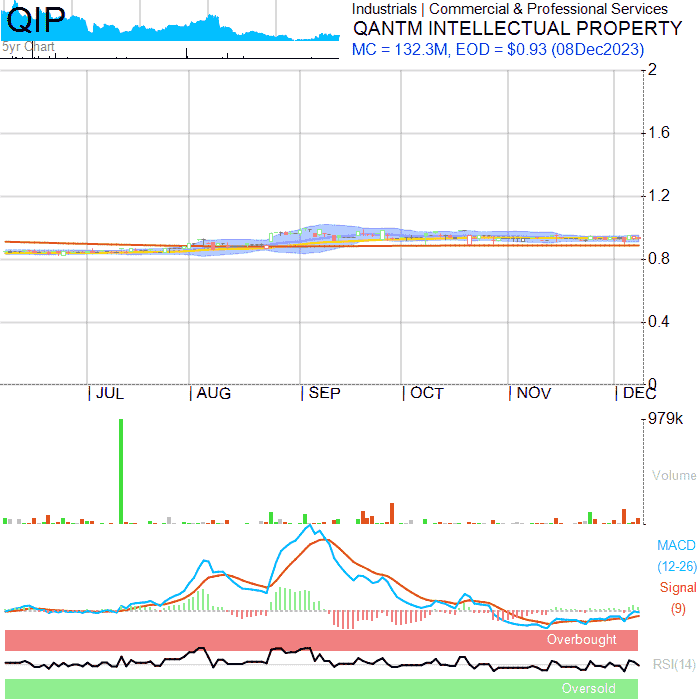 QIP
5yr Chart
Industrials | Commercial & Professional Services
QANTM INTELLECTUAL PROPERTY
MC = 132.3M, EOD = $0.93 (08Dec2023)
2
1.6
1.2
0.8
0.4
0
JUL AUG SEP OCT NOV DEC
979k
Volume
MACD
(12-26)
Signal
(9)
Overbought
RSI(14)
Oversold